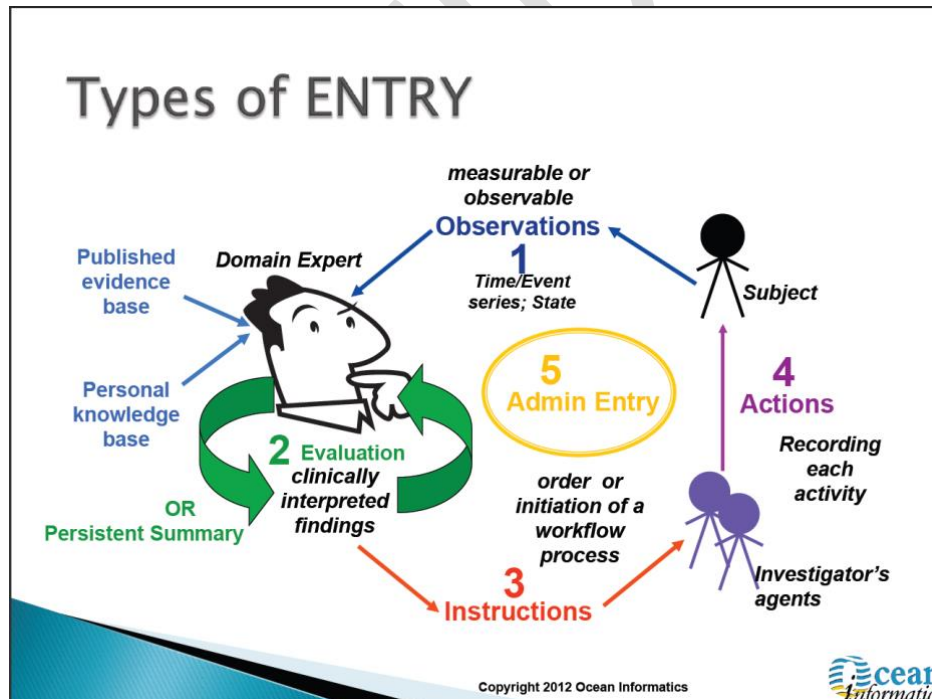 Types of ENTRY
measurable or
observable
Observations
1
Time/Event
series; State
Published
evidence
base
Domain Expert
Subject
Personal
knowledge
base
5
Admin Entry
4
Actions
Recording
each
activity
2 Evaluation
clinically
interpreted
findings
OR
Persistent Summary
order or
initiation of a
workflow
process
3
Instructions
Investigator's
agents
Copyright 2012 Ocean Informatics
Ocean
Informatic